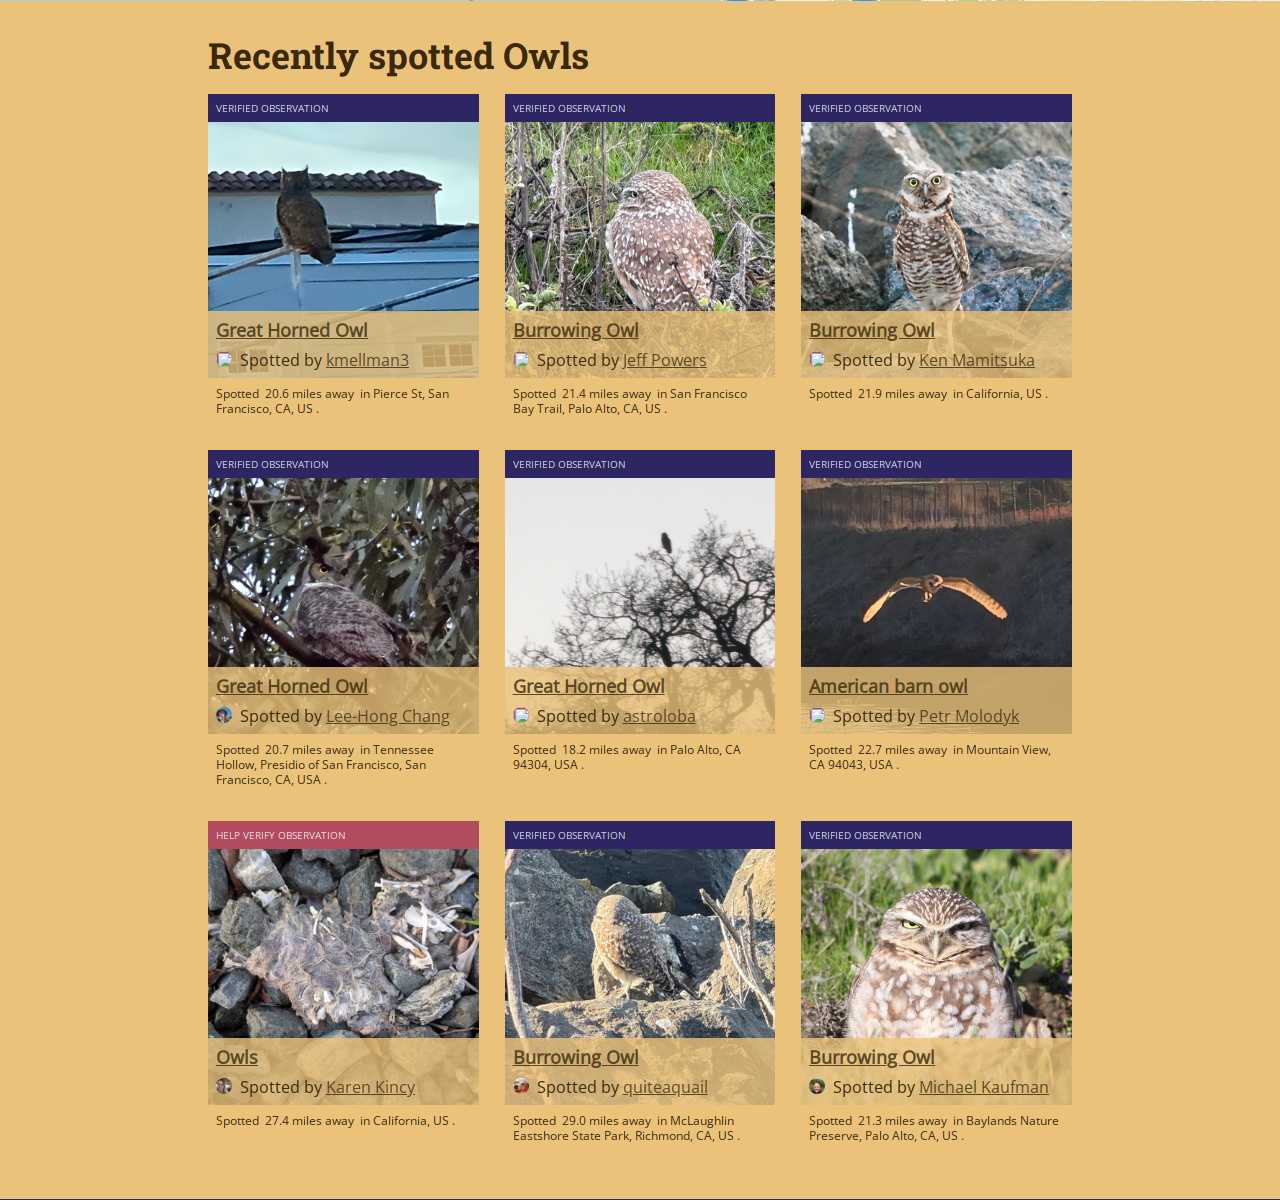 Recently spotted Owls
VERIFIED OBSERVATION
Great Horned Owl
Spotted by kmellman3
Spotted 20.6 miles away in Pierce St, San
Francisco, CA, US .
VERIFIED OBSERVATION
Burrowing Owl
Spotted by Jeff Powers
Spotted 21.4 miles away in San Francisco
Bay Trail, Palo Alto, CA, US .
VERIFIED OBSERVATION
Burrowing Owl
Spotted by Ken Mamitsuka
Spotted 21.9 miles away in California, US .
VERIFIED OBSERVATION
Great Horned Owl
Spotted by Lee-Hong Chang
Spotted 20.7 miles away in Tennessee
Hollow, Presidio of San Francisco, San
Francisco, CA, USA .
VERIFIED OBSERVATION
Great Horned Owl
Spotted by astroloba
Spotted 18.2 miles away in Palo Alto, CA
94304, USA .
VERIFIED OBSERVATION
American barn owl
Spotted by Petr Molodyk
Spotted 22.7 miles away in Mountain View,
CA 94043, USA .
HELP VERIFY OBSERVATION
Owls
Spotted by Karen Kincy
Spotted 27.4 miles away in California, US .
VERIFIED OBSERVATION
Burrowing Owl
Spotted by quiteaquail
Spotted 29.0 miles away in McLaughlin
Eastshore State Park, Richmond, CA, US .
VERIFIED OBSERVATION
Burrowing Owl
Spotted by Michael Kaufman
Spotted 21.3 miles away in Baylands Nature
Preserve, Palo Alto, CA, US .